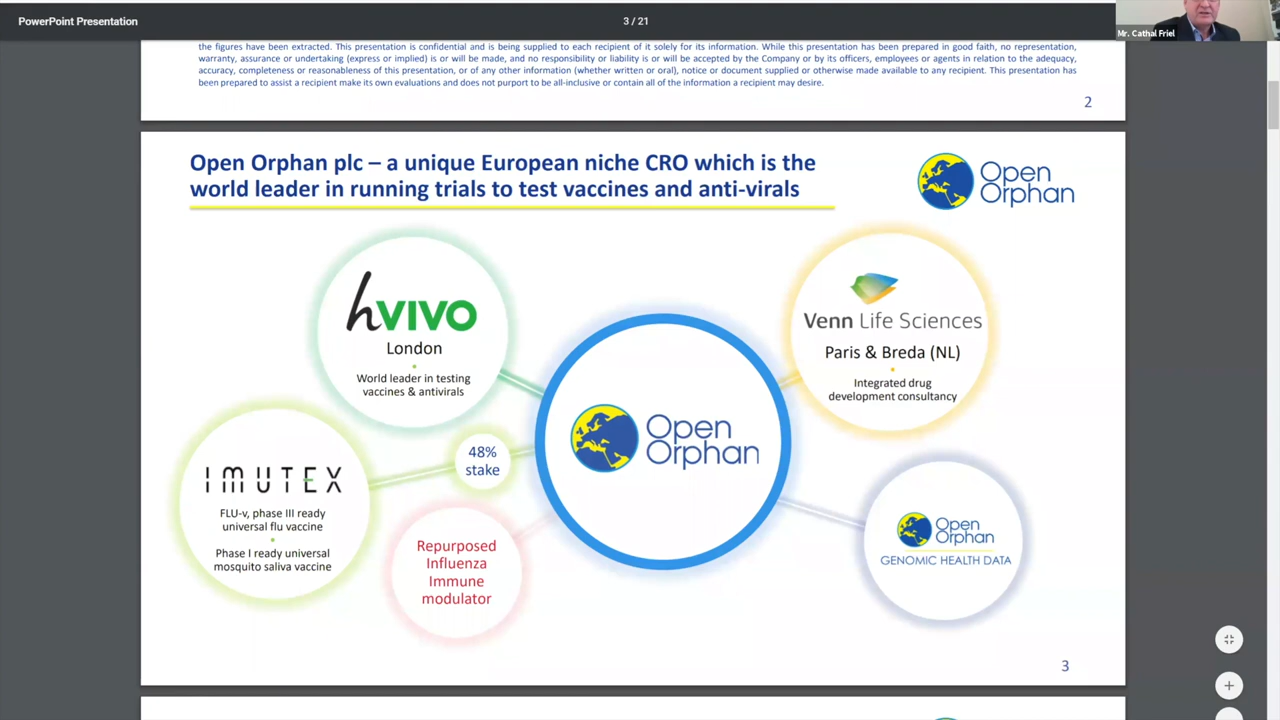 PowerPoint Presentation
3 / 21
Mr. Cathal Friel
the figures have been extracted. This presentation is confidential and is being supplied to each recipient of it solely for its information. While this presentation has been prepared in good faith, no representation,
warranty, assurance or undertaking (express or implied) is or will be made, and no responsibility or liability is or will be accepted by the Company or by its officers, employees or agents in relation to the adequacy,
accuracy, completeness or reasonableness of this presentation, or of any other information (whether written or oral), notice or document supplied or otherwise made available to any recipient. This presentation has
been prepared to assist a recipient make its own evaluations and does not purport to be all-inclusive or contain all of the information a recipient may desire.
2
Open Orphan plc – a unique European niche CRO which is the
world leader in running trials to test vaccines and anti-virals
Open
Orphan
hVIVO
London
World leader in testing
vaccines & antivirals
Venn Life Sciences
Paris & Breda (NL)
Integrated drug
development consultancy
Open
Orphan
48%
stake
IMUTEX
FLU-v, phase III ready
universal flu vaccine
Phase I ready universal
mosquito saliva vaccine
Repurposed
Influenza
Immune
modulator
Open
Orphan
GENOMIC HEALTH DATA
3